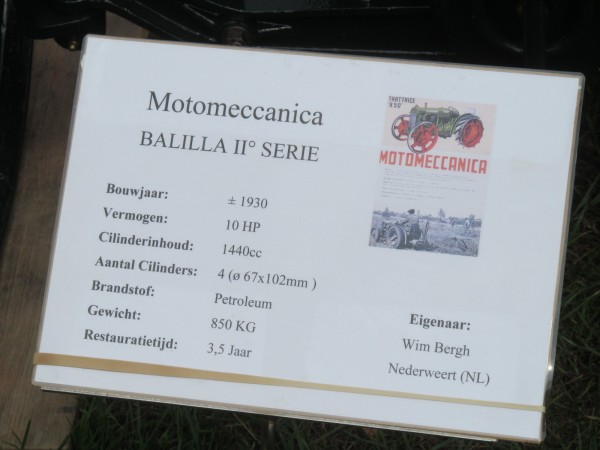 Motomeccanica
BALILLA II° SERIE
Bouwjaar: ± 1930
Vermogen: 10 HP
Cilinderinhoud: 1440cc
Aantal Cilinders: 4 (ø 67x102mm )
Brandstof: Petroleum
Gewicht: 850 KG
Restauratietijd: 3,5 Jaar
TRATTRICE
MOTOMECCANICA
Eigenaar:
Wim Bergh
Nederweert (NL)